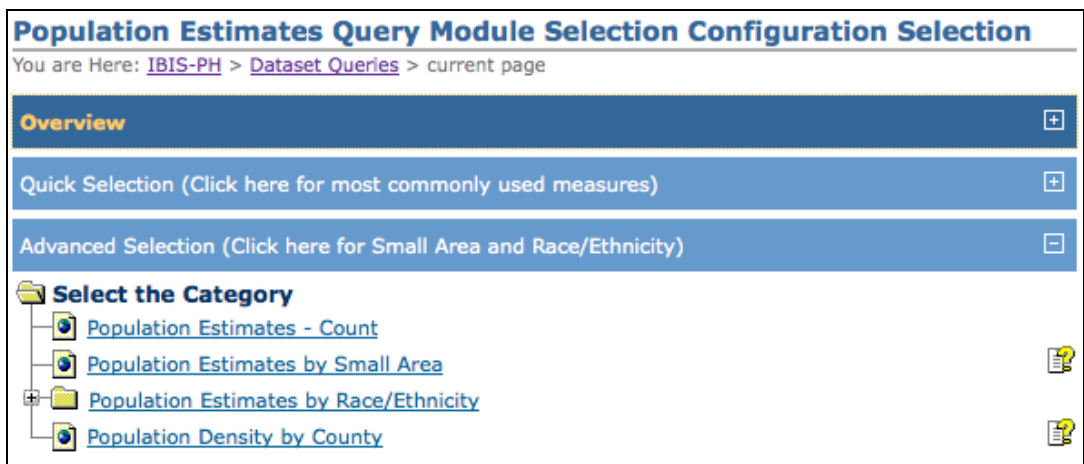 Population Estimates Query Module Selection Configuration Selection
You are Here: IBIS-PH > Dataset Queries > current page
Overview
Quick Selection (Click here for most commonly used measures)
Advanced Selection (Click here for Small Area and Race/Ethnicity)
Select the Category
Population Estimates - Count
Population Estimates by Small Area
Population Estimates by Race/Ethnicity
Population Density by County